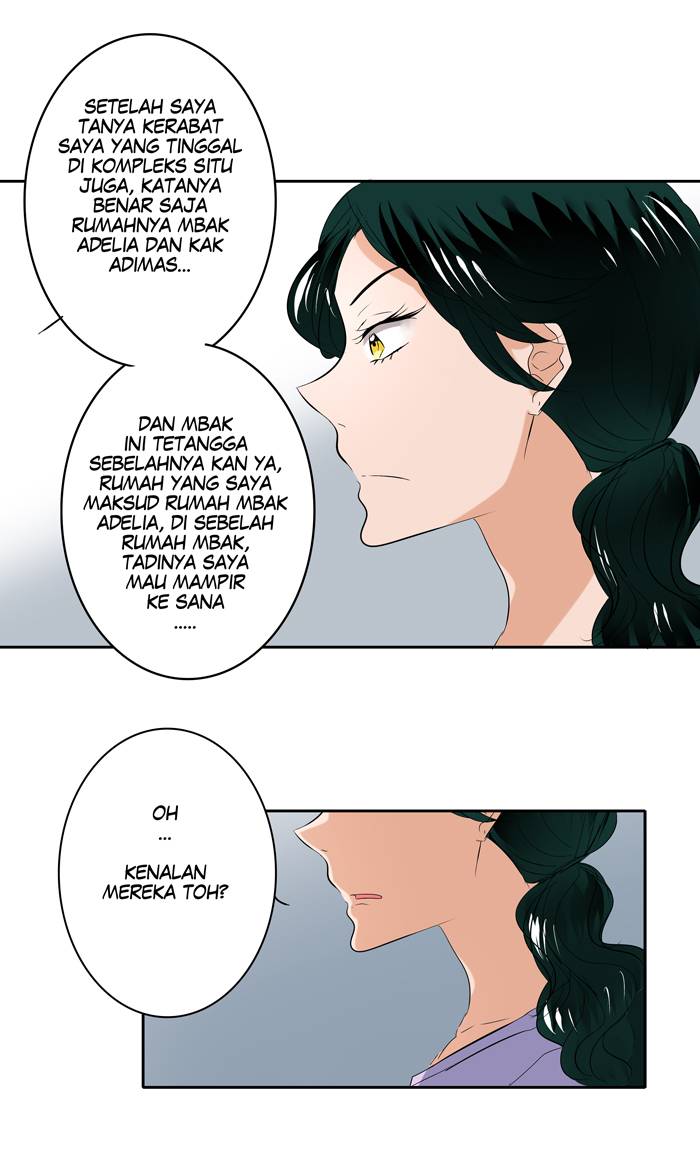 SETELAH SAYA
TANYA KERABAT
SAYA YANG TINGGAL
DI KOMPLEKS SITU
JUGA, KATANYA
BENAR SAJA
RUMAHNYA MBAK
ADELIA DAN KAK
ADIMAS...
DAN MBAK
INI TETANGGA
SEBELAHNYA KAN YA,
RUMAH YANG SAYA
MAKSUD RUMAH MBAK
ADELIA, DI SEBELAH
RUMAH MBAK,
TADINYA SAYA
MAU MAMPIR
KE SANA
.....
OH
...
KENALAN
MEREKA TOH?